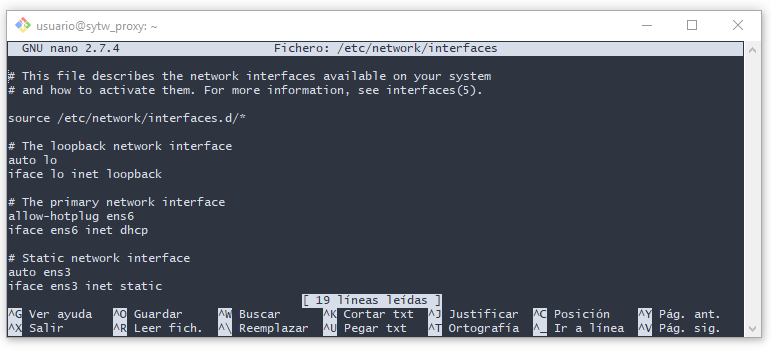 usuario@sytw_proxy: ~
GNU nano 2.7.4 Fichero: /etc/network/interfaces
# This file describes the network interfaces available on your system
# and how to activate them. For more information, see interfaces(5).
source /etc/network/interfaces.d/*
# The loopback network interface
auto lo
iface lo inet loopback
# The primary network interface
allow-hotplug ens6
iface ens6 inet dhcp
# Static network interface
auto ens3
iface ens3 inet static
[ 19 líneas leídas ]
^G Ver ayuda ^O Guardar ^W Buscar ^K Cortar txt ^J Justificar ^C Posición ^Y Pág. ant.
^X Salir ^R Leer fich. ^\ Reemplazar ^U Pegar txt ^T Ortografía ^_ Ir a línea ^V Pág. sig.